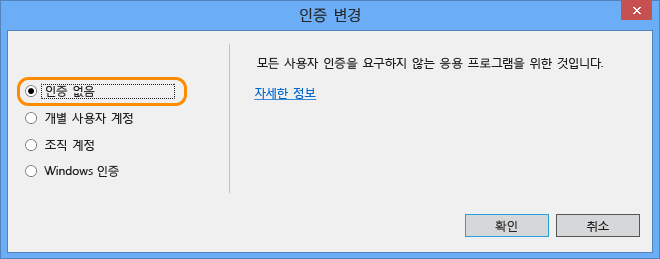 인증 변경
인증 없음
개별 사용자 계정
조직 계정
Windows 인증
모든 사용자 인증을 요구하지 않는 응용 프로그램을 위한 것입니다.
자세한 정보
확인
취소